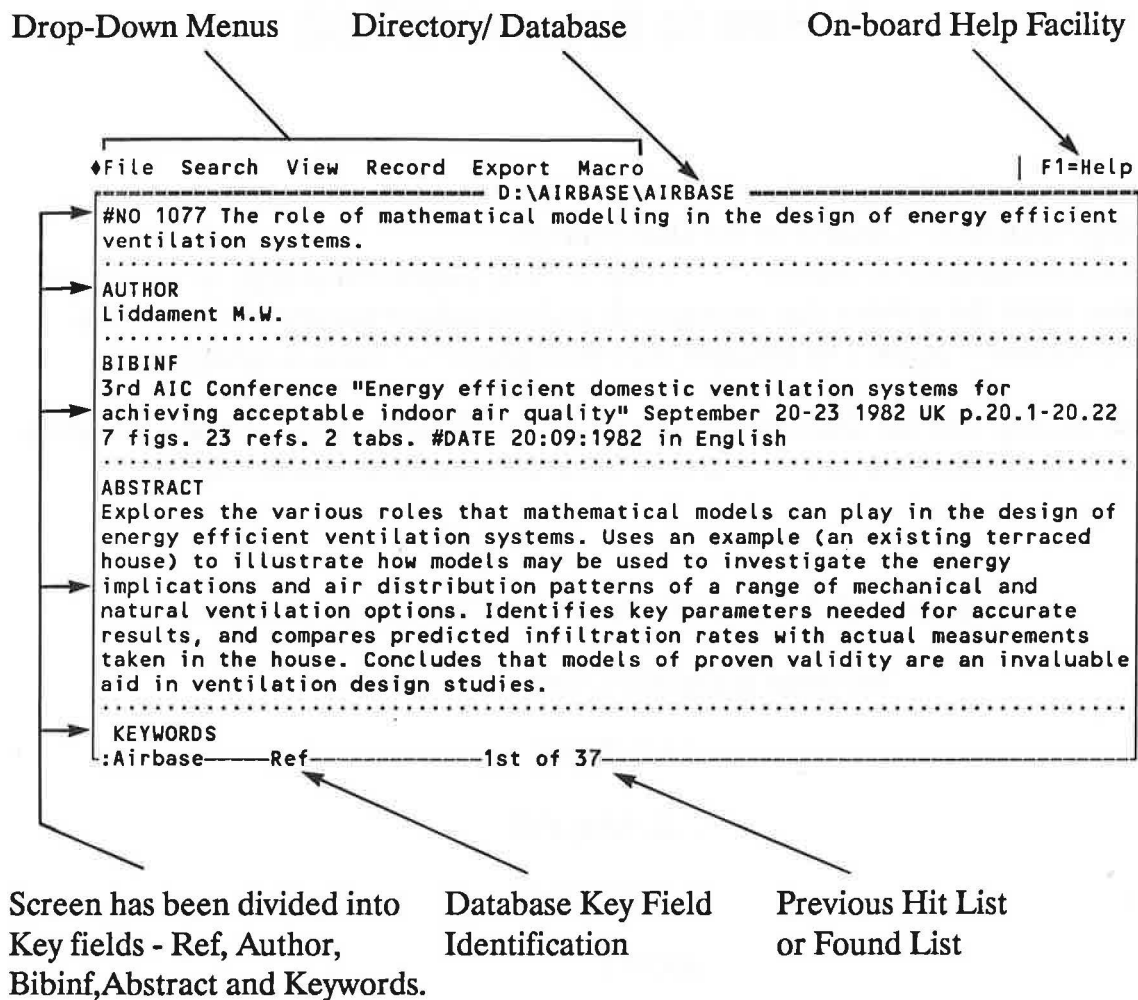 Drop-Down Menus Directory/ Database On-board Help Facility
♦File Search View Record Export Macro | F1=Help
D:\AIRBASE\AIRBASE
#NO 1077 The role of mathematical modelling in the design of energy efficient
ventilation systems.
AUTHOR
Liddament M.W.
BIBINF
3rd AIC Conference "Energy efficient domestic ventilation systems for
achieving acceptable indoor air quality" September 20-23 1982 UK p.20.1-20.22
7 figs. 23 refs. 2 tabs. #DATE 20:09:1982 in English
ABSTRACT
Explores the various roles that mathematical models can play in the design of
energy efficient ventilation systems. Uses an example (an existing terraced
house) to illustrate how models may be used to investigate the energy
implications and air distribution patterns of a range of mechanical and
natural ventilation options. Identifies key parameters needed for accurate
results, and compares predicted infiltration rates with actual measurements
taken in the house. Concludes that models of proven validity are an invaluable
aid in ventilation design studies.
KEYWORDS
:Airbase-----Ref---------------1st of 37
Screen has been divided into
Key fields - Ref, Author,
Bibinf,Abstract and Keywords.
Database Key Field
Identification
Previous Hit List
or Found List